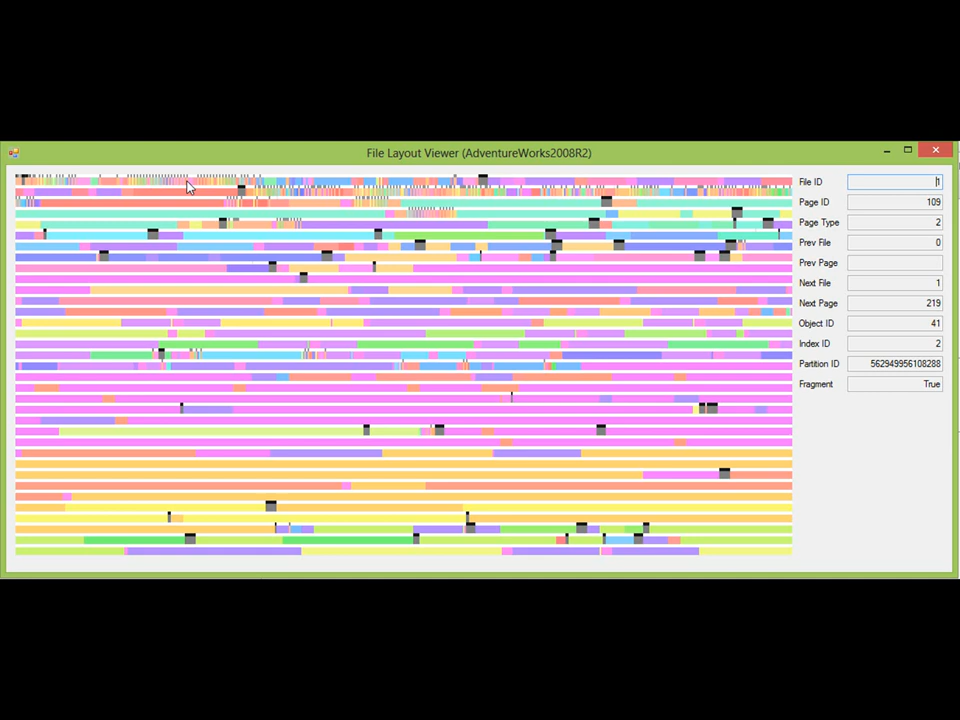 File Layout Viewer (AdventureWorks2008R2)
File ID 1
Page ID 109
Page Type 2
Prev File 0
Prev Page
Next File 1
Next Page 219
Object ID 41
Index ID 2
Partition ID 562949956108288
Fragment True